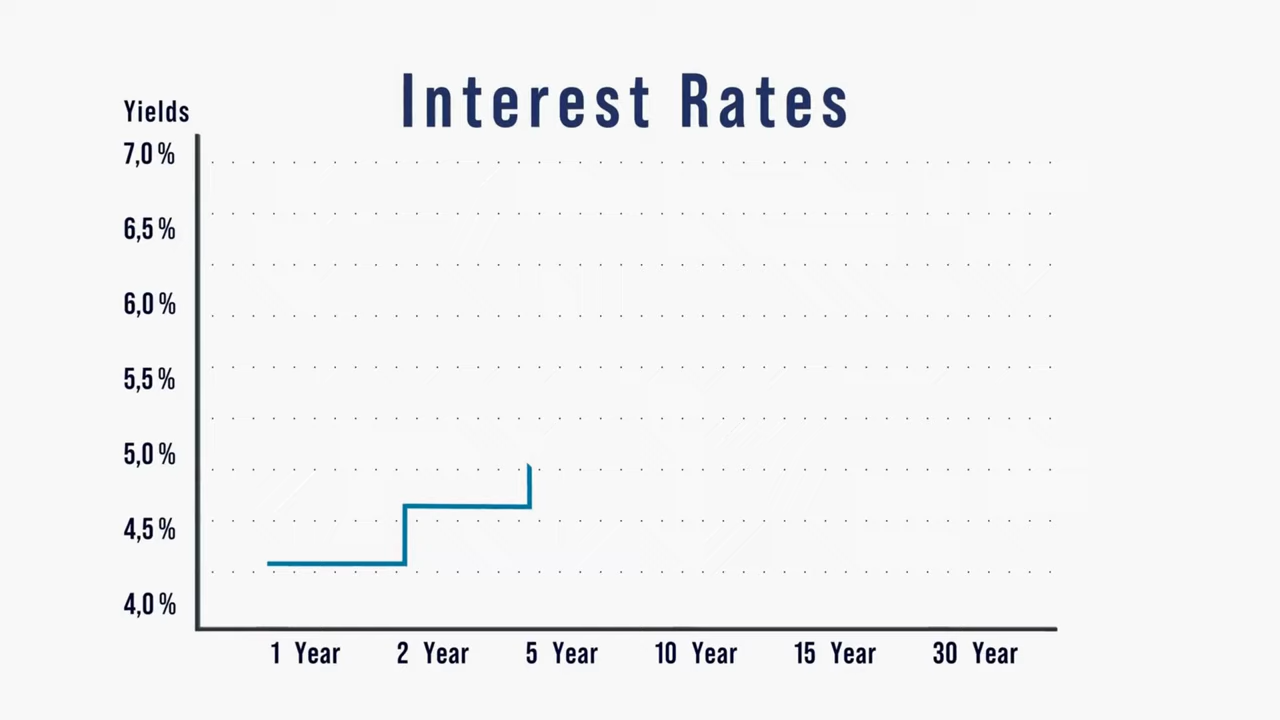 Interest Rates
Yields
7,0 %
6,5 %
6,0 %
5,5 %
5,0 %
4,5 %
4,0 %
1 Year 2 Year 5 Year 10 Year 15 Year 30 Year